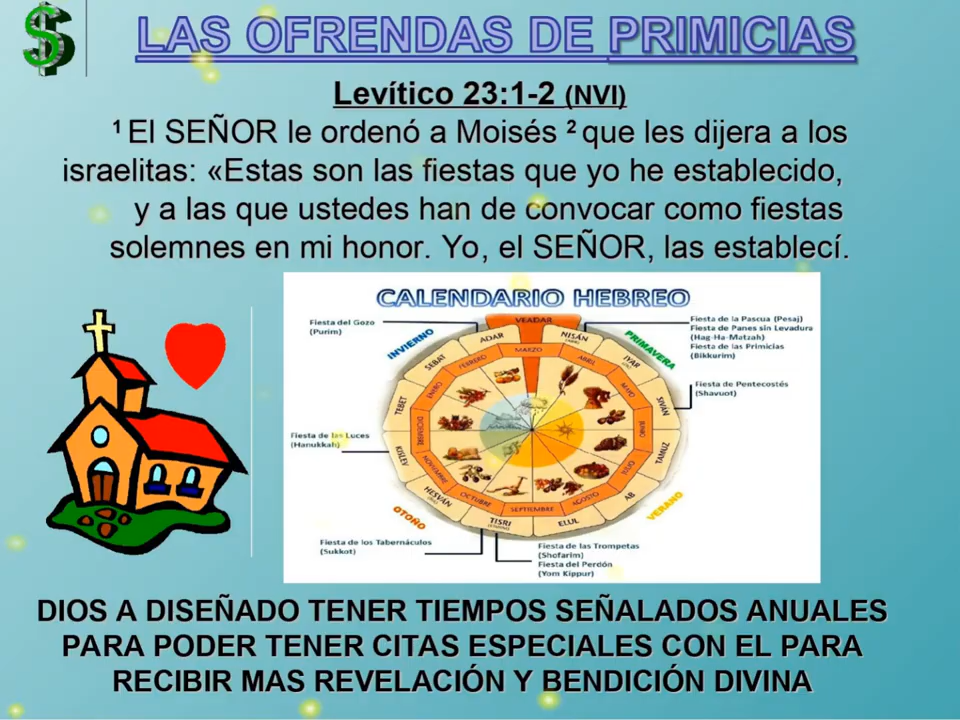 $
LAS OFRENDAS DE PRIMICIAS
Levítico 23:1-2 (NVI)
¹ El SEÑOR le ordenó a Moisés ² que les dijera a los
israelitas: «Estas son las fiestas que yo he establecido,
y a las que ustedes han de convocar como fiestas
solemnes en mi honor. Yo, el SEÑOR, las establecí.
CALENDARIO HEBREO
Fiesta del Gozo
(Purim)
INVIERNO
VEADAR
ADAR
NISÁN
MARZO
PRIMAVERA
Fiesta de la Pascua (Pesaj)
Fiesta de Panes sin Levadura
(Hag-Ha-Matzah)
Fiesta de las Primicias
(Bikkurim)
SEBAT
FEBRERO
ABRIL
IYAR
Fiesta de Pentecostés
(Shavuot)
TEBET
ENERO
MAYO
SIVÁN
Fiesta de las Luces
(Hanukkah)
DICIEMBRE
JUNIO
KISLEV
NOVIEMBRE
JULIO
TAMUZ
HESVÁN
OCTUBRE
SEPTIEMBRE
AGOSTO
AB
OTOÑO
TISRI
ELUL
VERANO
Fiesta de los Tabernáculos
(Sukkot)
Fiesta de las Trompetas
(Shofarim)
Fiesta del Perdón
(Yom Kippur)
DIOS A DISEÑADO TENER TIEMPOS SEÑALADOS ANUALES
PARA PODER TENER CITAS ESPECIALES CON EL PARA
RECIBIR MAS REVELACIÓN Y BENDICIÓN DIVINA